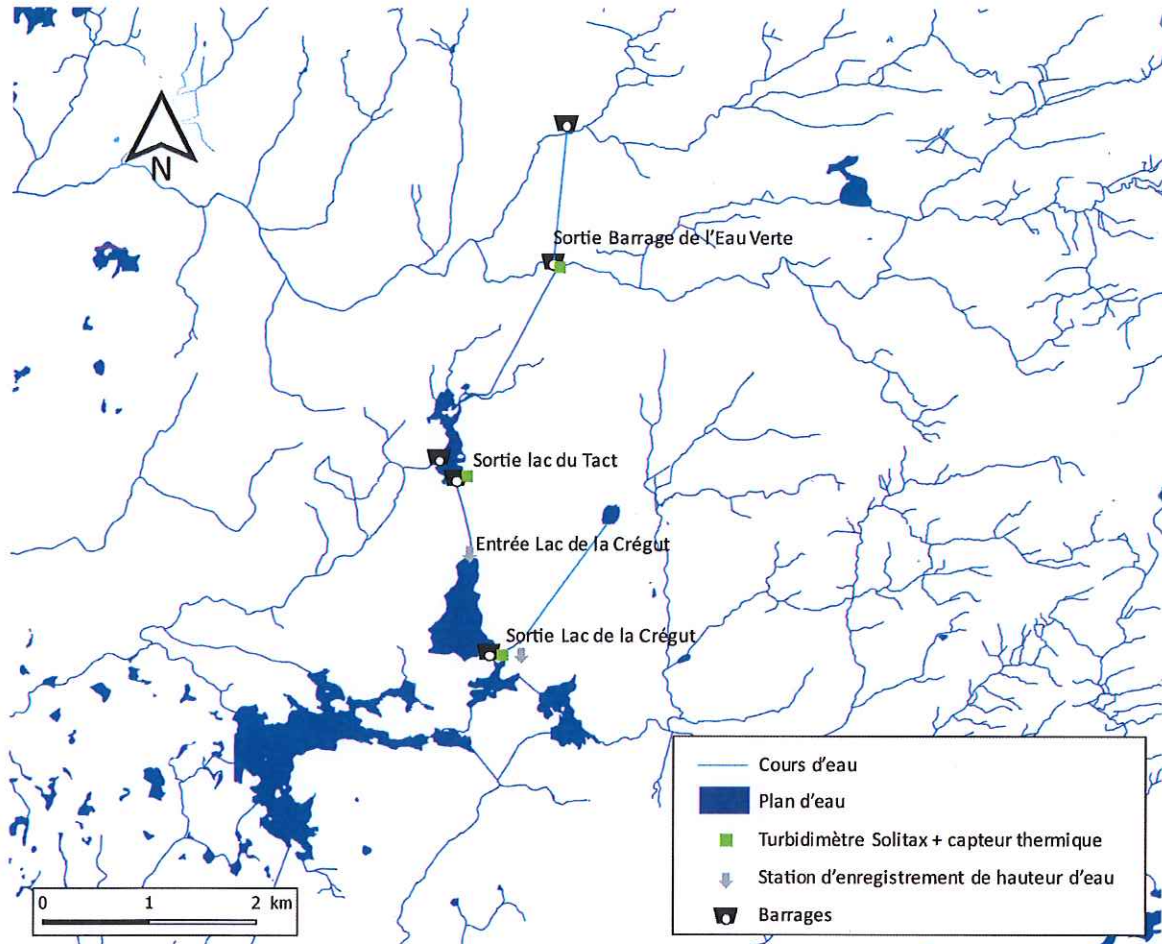 N
Sortie Barrage de l'Eau Verte
Sortie lac du Tact
Entrée Lac de la Crégut
Sortie Lac de la Crégut
Cours d'eau
Plan d'eau
Turbidimètre Solitax + capteur thermique
Station d'enregistrement de hauteur d'eau
Barrages
0 1 2 km